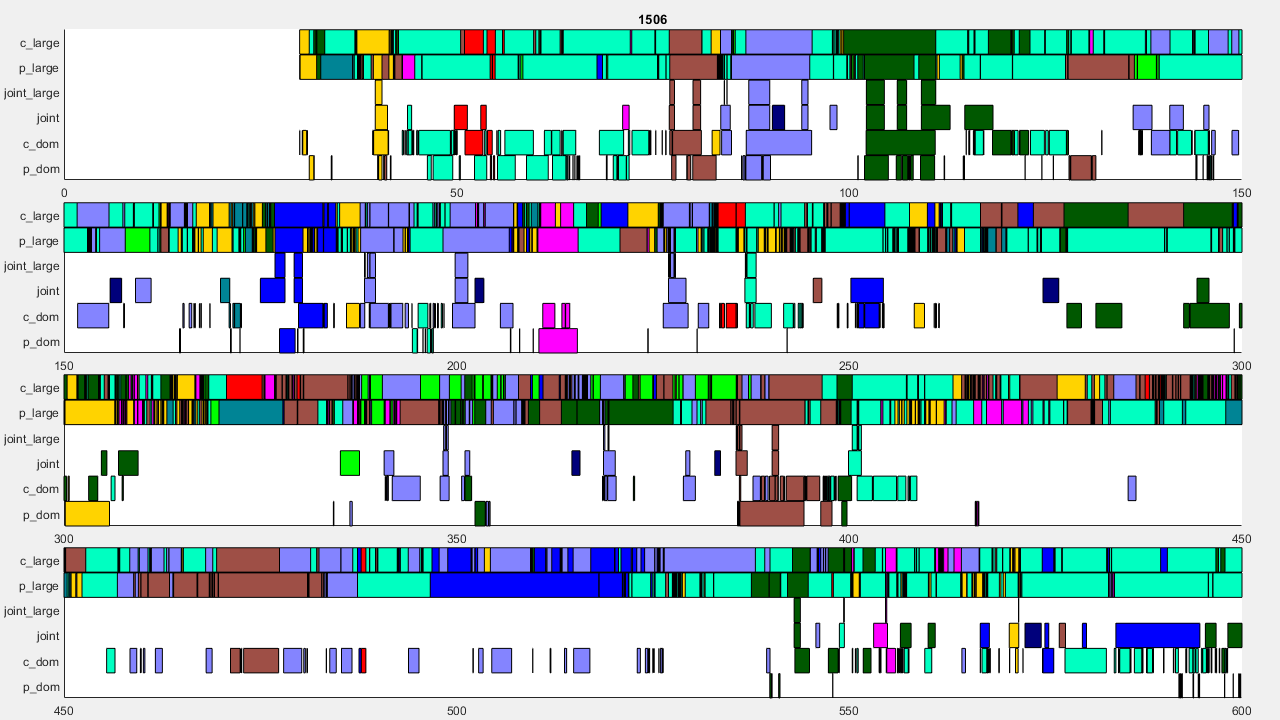 1506
c_large
p_large
joint_large
joint
c_dom
p_dom
0 50 100 150
c_large
p_large
joint_large
joint
c_dom
p_dom
150 200 250 300
c_large
p_large
joint_large
joint
c_dom
p_dom
300 350 400 450
c_large
p_large
joint_large
joint
c_dom
p_dom
450 500 550 600